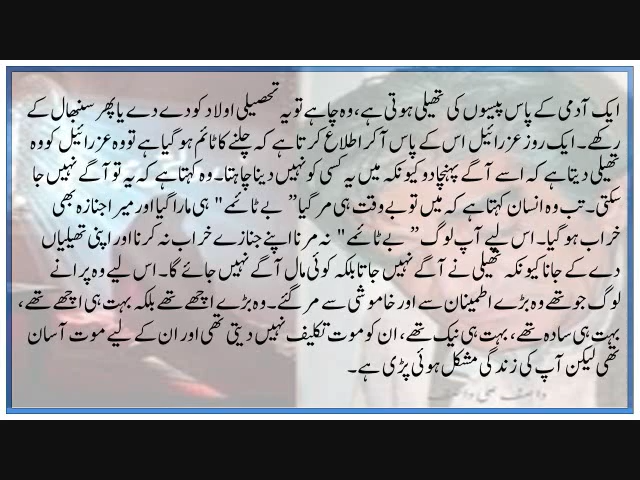 ایک آدمی کے پاس پیسوں کی تھیلی ہوتی ہے، وہ چاہے تو یہ تحصیلی اولاد کو دے دے یا پھر سنبھال کے
رکھے۔ ایک روز عزرائیل اس کے پاس آ کر اطلاع کرتا ہے کہ چلنے کا ٹائم ہو گیا ہے تو وہ عزرائیل کو وہ
تھیلی دیتا ہے کہ اسے آگے پہنچا دو کیونکہ میں یہ کسی کو نہیں دینا چاہتا۔ وہ کہتا ہے کہ یہ تو آگے نہیں جا
سکتی۔ تب وہ انسان کہتا ہے کہ میں تو بے وقت ہی مر گیا ” بے ٹائمے" ہی مارا گیا اور میرا جنازہ بھی
خراب ہو گیا۔ اس لیے آپ لوگ ” بے ٹائمے" نہ مرنا اپنے جنازے خراب نہ کرنا اور اپنی تھیلیاں
دے کے جانا کیونکہ تھیلی نے آگے نہیں جانا بلکہ کوئی مال آگے نہیں جائے گا۔ اس لیے وہ پرانے
لوگ جو تھے وہ بڑے اطمینان سے اور خاموشی سے مر گئے۔ وہ بڑے اچھے تھے بلکہ بہت ہی اچھے تھے،
بہت ہی سادہ تھے، بہت ہی نیک تھے، ان کو موت تکلیف نہیں دیتی تھی اور ان کے لیے موت آسان
تھی لیکن آپ کی زندگی مشکل ہوئی پڑی ہے۔
واصف علی واصف